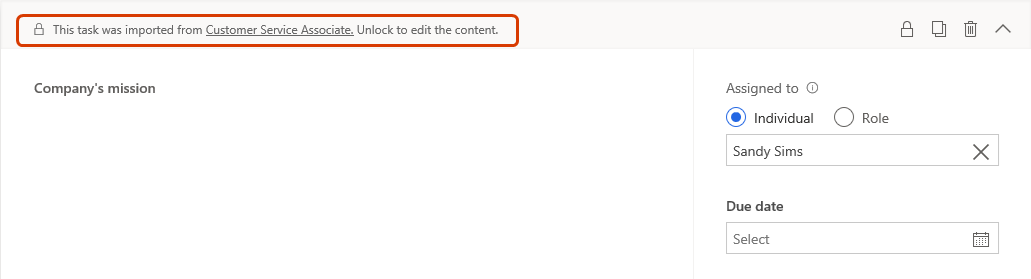 This task was imported from Customer Service Associate. Unlock to edit the content.
Company's mission
Assigned to
Individual Role
Sandy Sims
Due date
Select